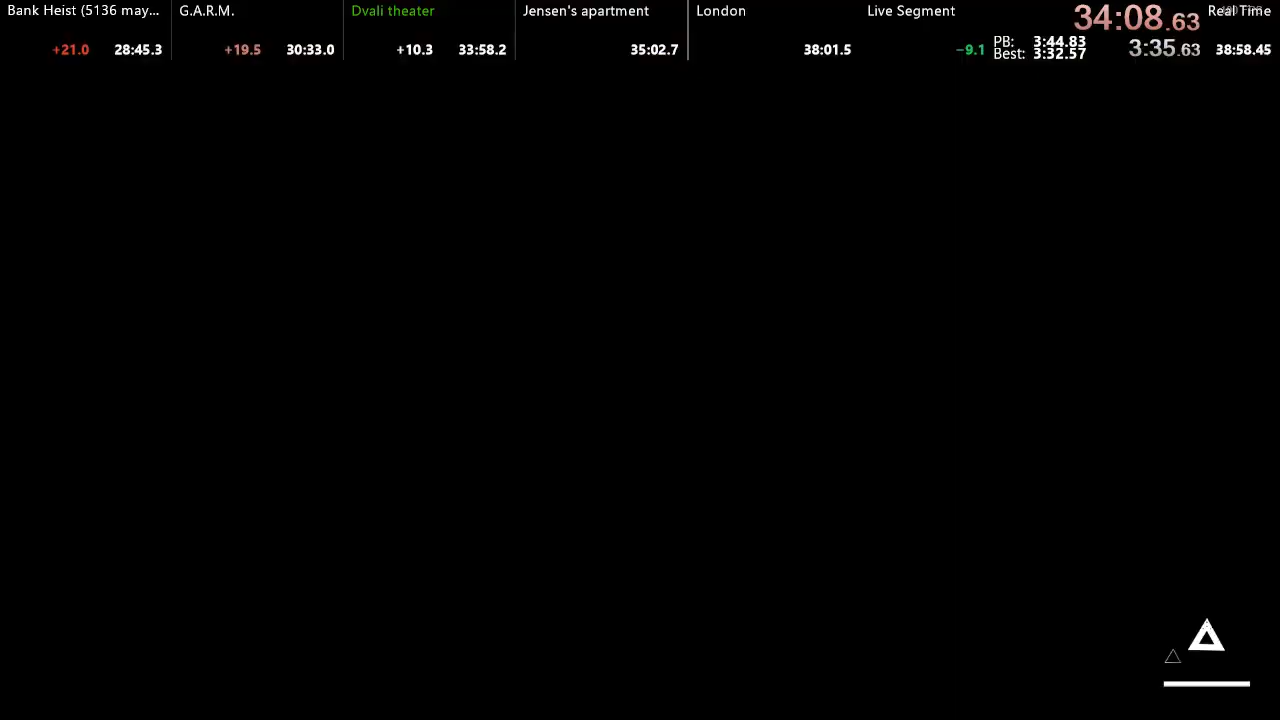 Bank Heist (5136 may...
+21.0 28:45.3
G.A.R.M.
+19.5 30:33.0
Dvali theater
+10.3 33:58.2
Jensen's apartment
35:02.7
London
38:01.5
Live Segment
−9.1
PB: 3:44.83
Best: 3:32.57
34:08.63
3:35.63
Real Time
38:58.45